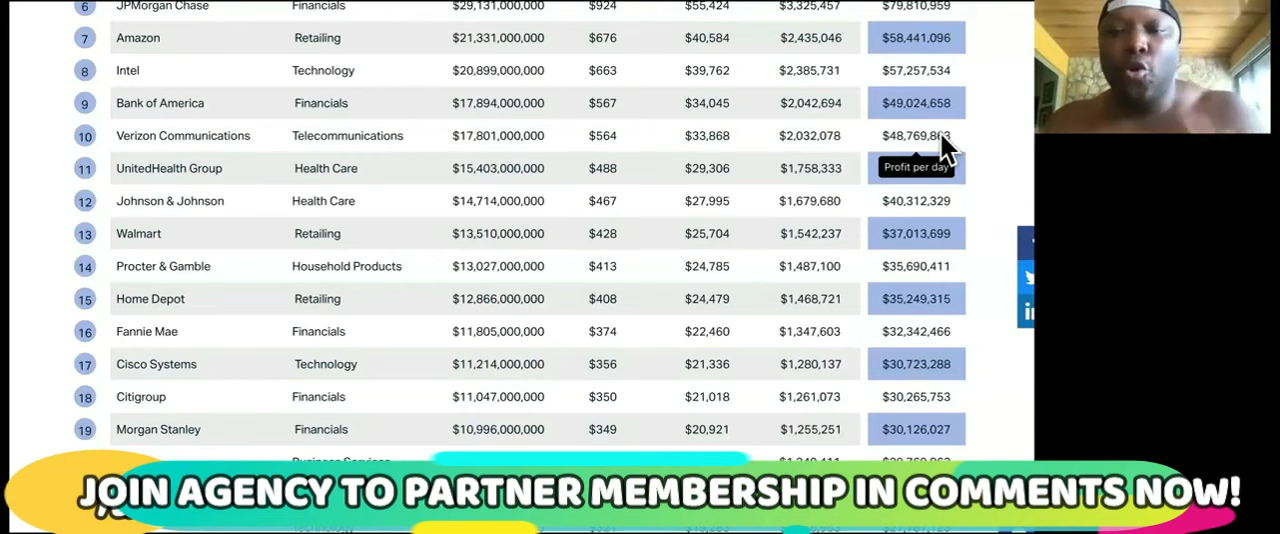 6 JPMorgan Chase Financials $29,131,000,000 $924 $55,424 $3,325,457 $79,810,959
7 Amazon Retailing $21,331,000,000 $676 $40,584 $2,435,046 $58,441,096
8 Intel Technology $20,899,000,000 $663 $39,762 $2,385,731 $57,257,534
9 Bank of America Financials $17,894,000,000 $567 $34,045 $2,042,694 $49,024,658
10 Verizon Communications Telecommunications $17,801,000,000 $564 $33,868 $2,032,078 $48,769,863
11 UnitedHealth Group Health Care $15,403,000,000 $488 $29,306 $1,758,333 Profit per day
12 Johnson & Johnson Health Care $14,714,000,000 $467 $27,995 $1,679,680 $40,312,329
13 Walmart Retailing $13,510,000,000 $428 $25,704 $1,542,237 $37,013,699
14 Procter & Gamble Household Products $13,027,000,000 $413 $24,785 $1,487,100 $35,690,411
15 Home Depot Retailing $12,866,000,000 $408 $24,479 $1,468,721 $35,249,315
16 Fannie Mae Financials $11,805,000,000 $374 $22,460 $1,347,603 $32,342,466
17 Cisco Systems Technology $11,214,000,000 $356 $21,336 $1,280,137 $30,723,288
18 Citigroup Financials $11,047,000,000 $350 $21,018 $1,261,073 $30,265,753
19 Morgan Stanley Financials $10,996,000,000 $349 $20,921 $1,255,251 $30,126,027
JOIN AGENCY TO PARTNER MEMBERSHIP IN COMMENTS NOW!